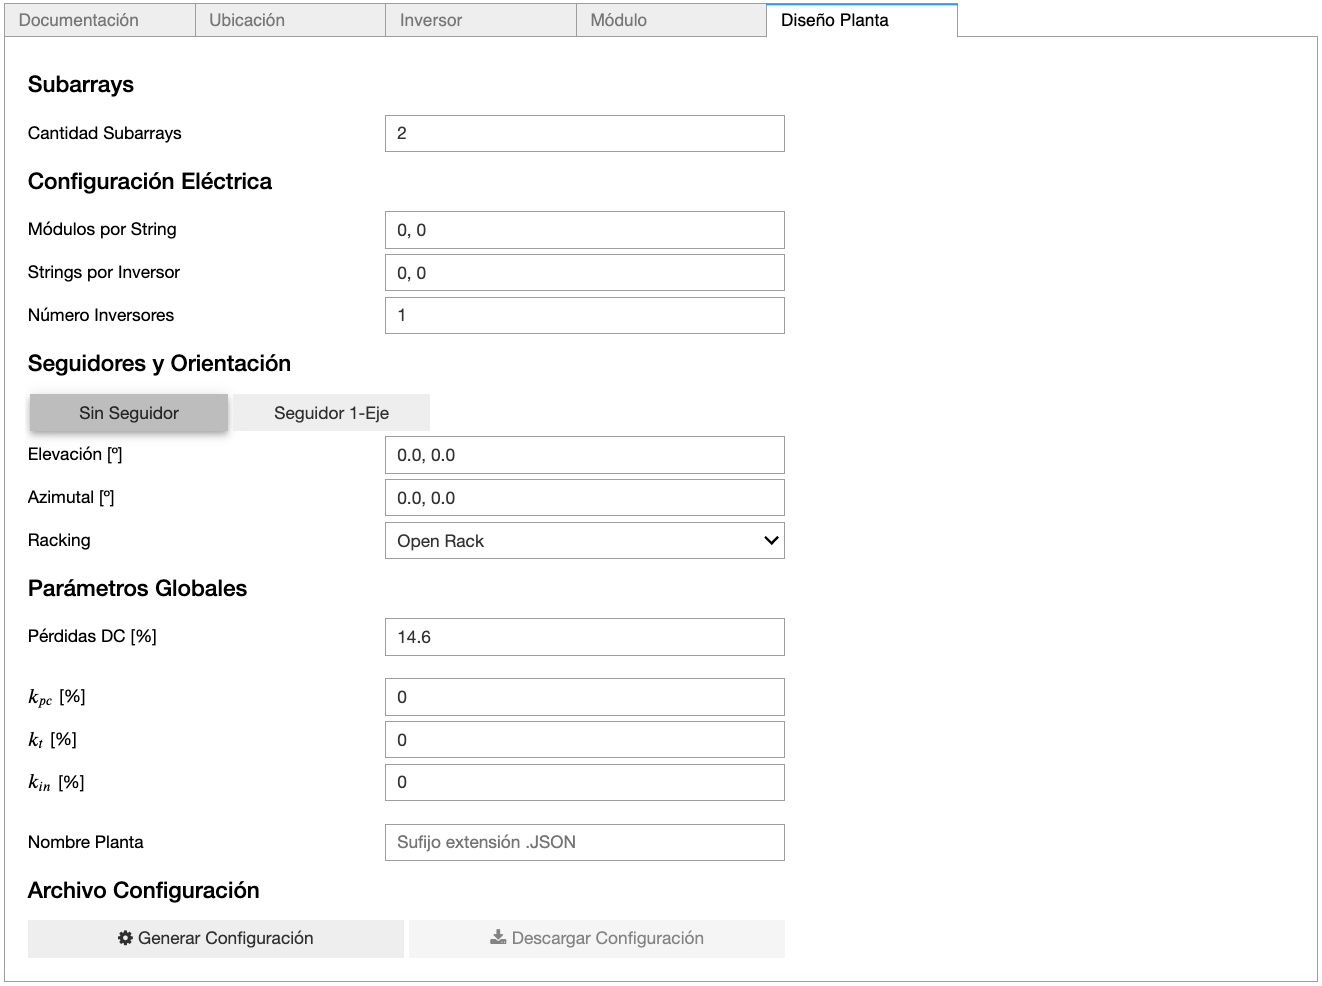 Documentación Ubicación Inversor Módulo Diseño Planta
Subarrays
Cantidad Subarrays 2
Configuración Eléctrica
Módulos por String 0, 0
Strings por Inversor 0, 0
Número Inversores 1
Seguidores y Orientación
Sin Seguidor Seguidor 1-Eje
Elevación [º] 0.0, 0.0
Azimutal [º] 0.0, 0.0
Racking Open Rack
Parámetros Globales
Pérdidas DC [%] 14.6
k_pc [%] 0
k_t [%] 0
k_in [%] 0
Nombre Planta Sufijo extensión .JSON
Archivo Configuración
Generar Configuración Descargar Configuración